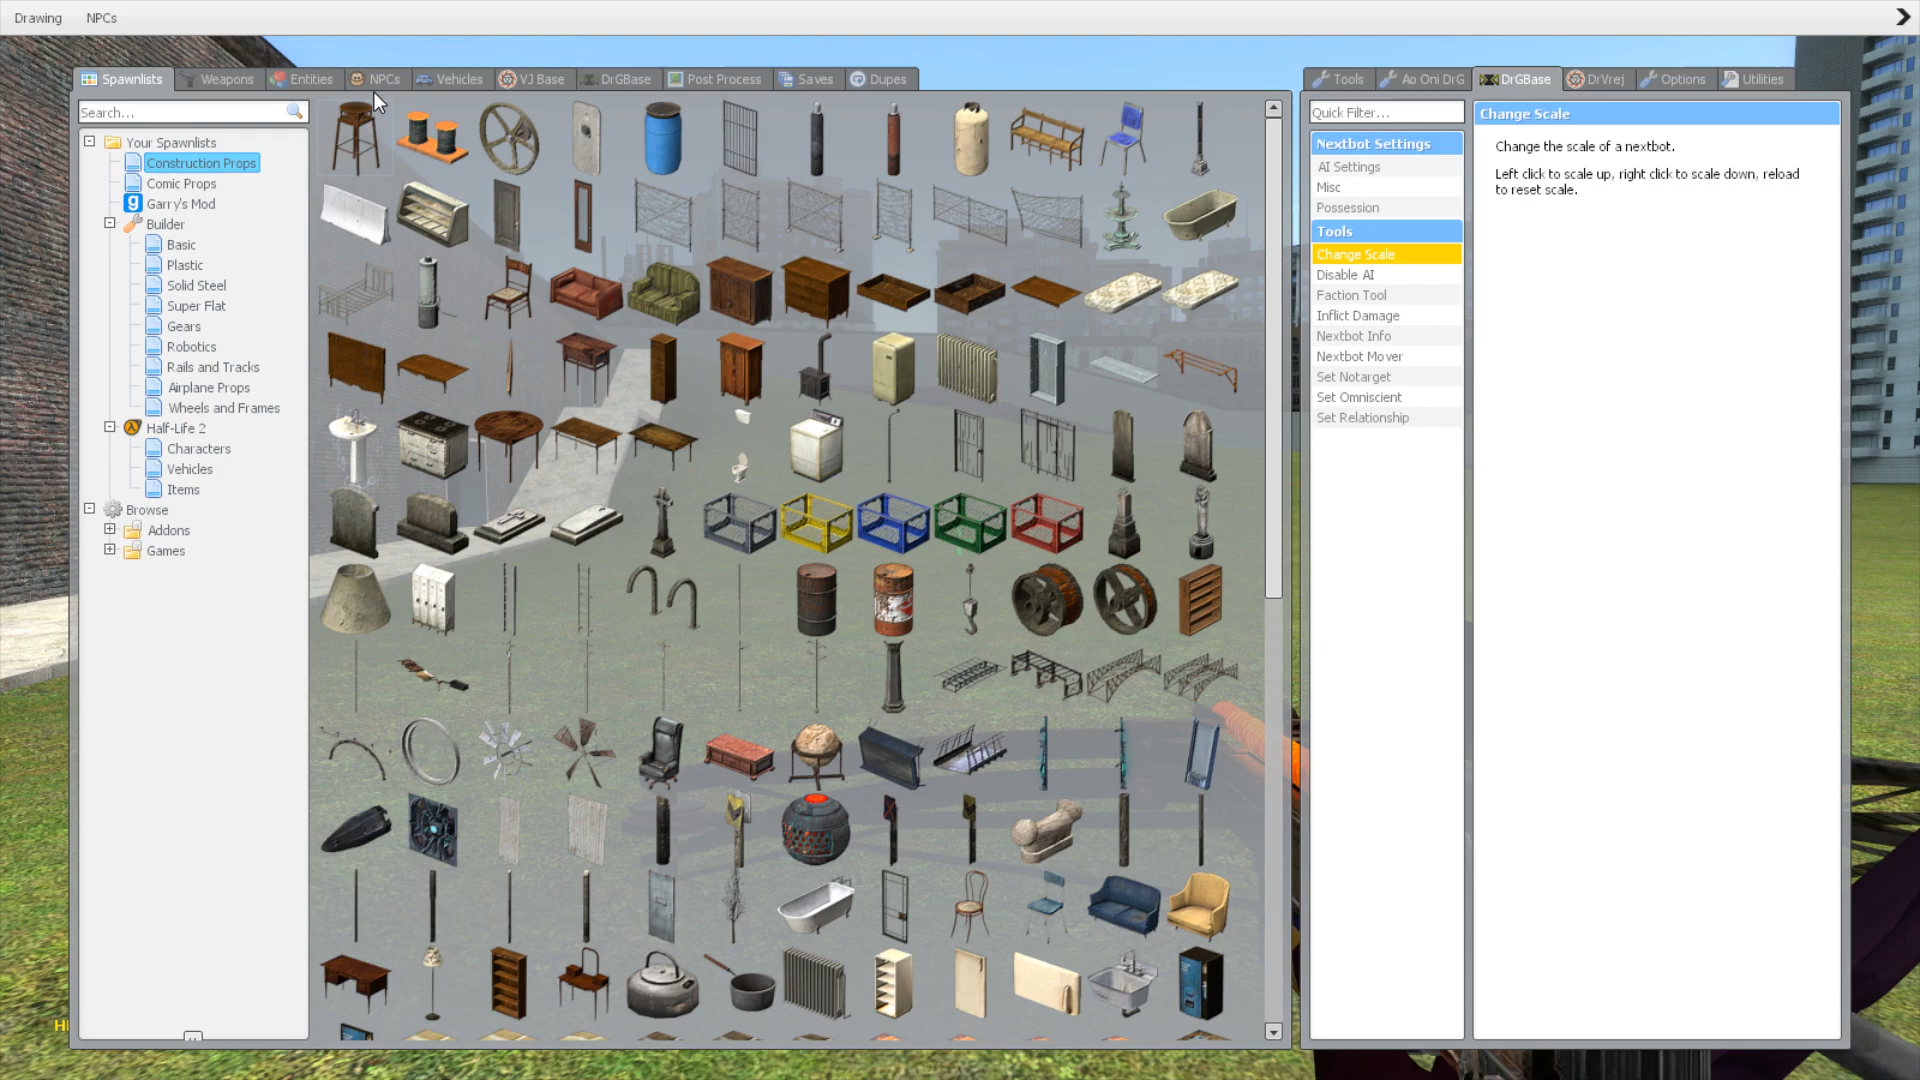 Drawing NPCs
Spawnlists Weapons Entities NPCs Vehicles VJ Base DrGBase Post Process Saves Dupes
Tools Ao Oni DrG DrGBase DrVrej Options Utilities
Search...
Your Spawnlists
Construction Props
Comic Props
Garry's Mod
Builder
Basic
Plastic
Solid Steel
Super Flat
Gears
Robotics
Rails and Tracks
Airplane Props
Wheels and Frames
Half-Life 2
Characters
Vehicles
Items
Browse
Addons
Games
Quick Filter...
Nextbot Settings
AI Settings
Misc
Possession
Tools
Change Scale
Disable AI
Faction Tool
Inflict Damage
Nextbot Info
Nextbot Mover
Set Notarget
Set Omniscient
Set Relationship
Change Scale
Change the scale of a nextbot.
Left click to scale up, right click to scale down, reload
to reset scale.